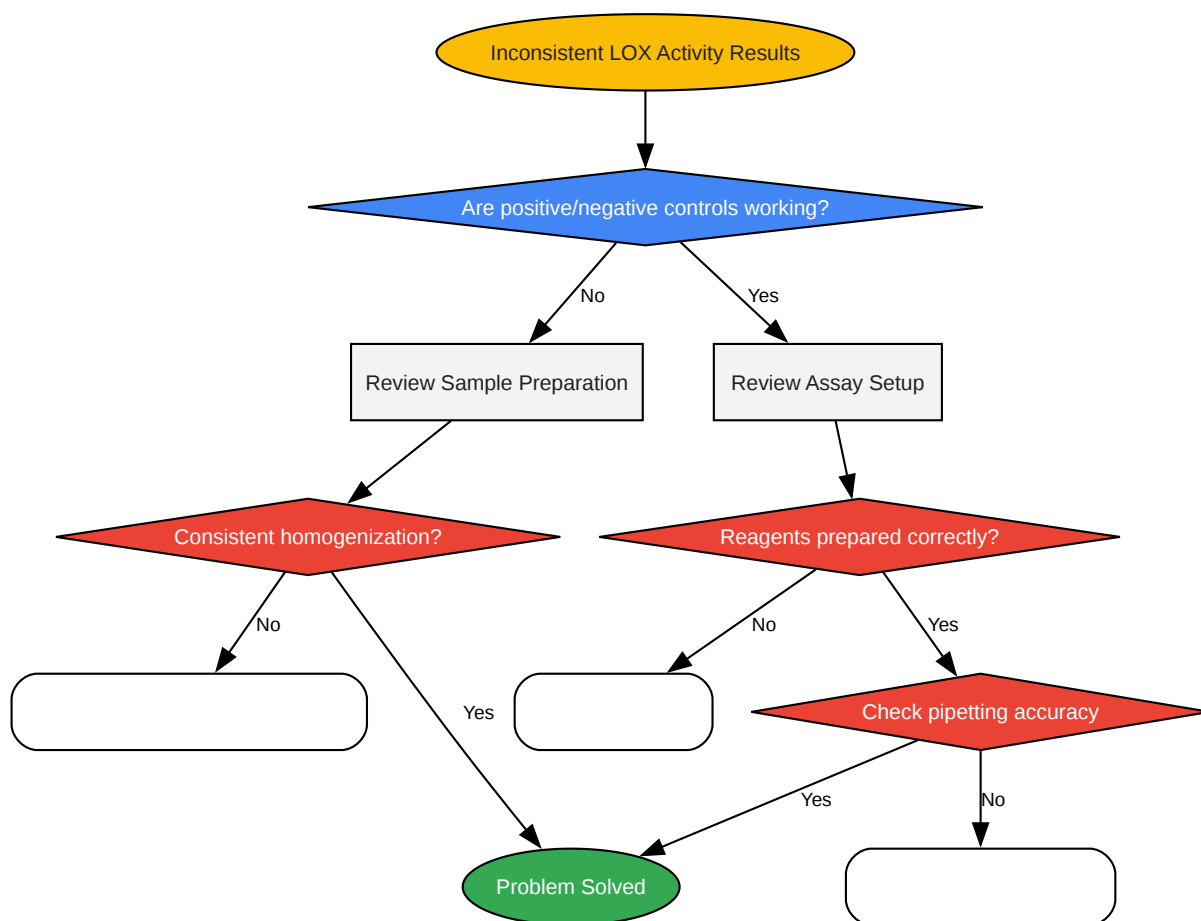 Inconsistent LOX Activity Results
Are positive/negative controls working?
No
Yes
Review Sample Preparation
Review Assay Setup
Consistent homogenization?
Reagents prepared correctly?
No
No
Yes
Yes
Check pipetting accuracy
Yes
No
Problem Solved